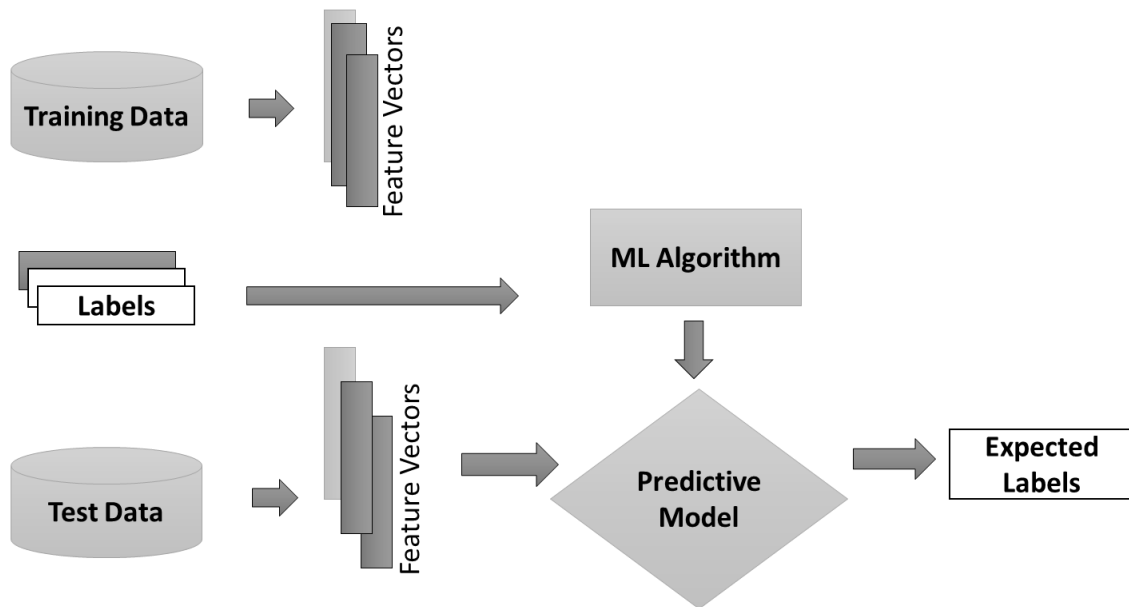 Training Data
Feature Vectors
ML Algorithm
Labels
Feature Vectors
Test Data
Predictive
Model
Expected
Labels